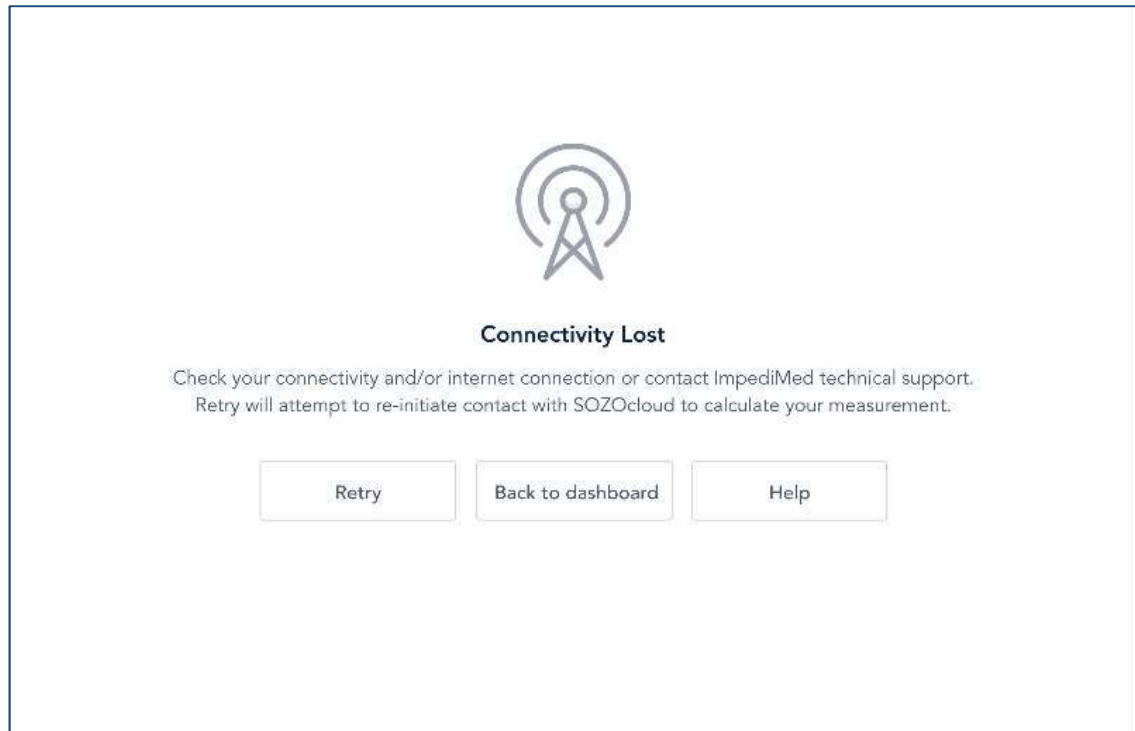 Connectivity Lost
Check your connectivity and/or internet connection or contact ImpediMed technical support.
Retry will attempt to re-initiate contact with SOZOcloud to calculate your measurement.
Retry
Back to dashboard
Help